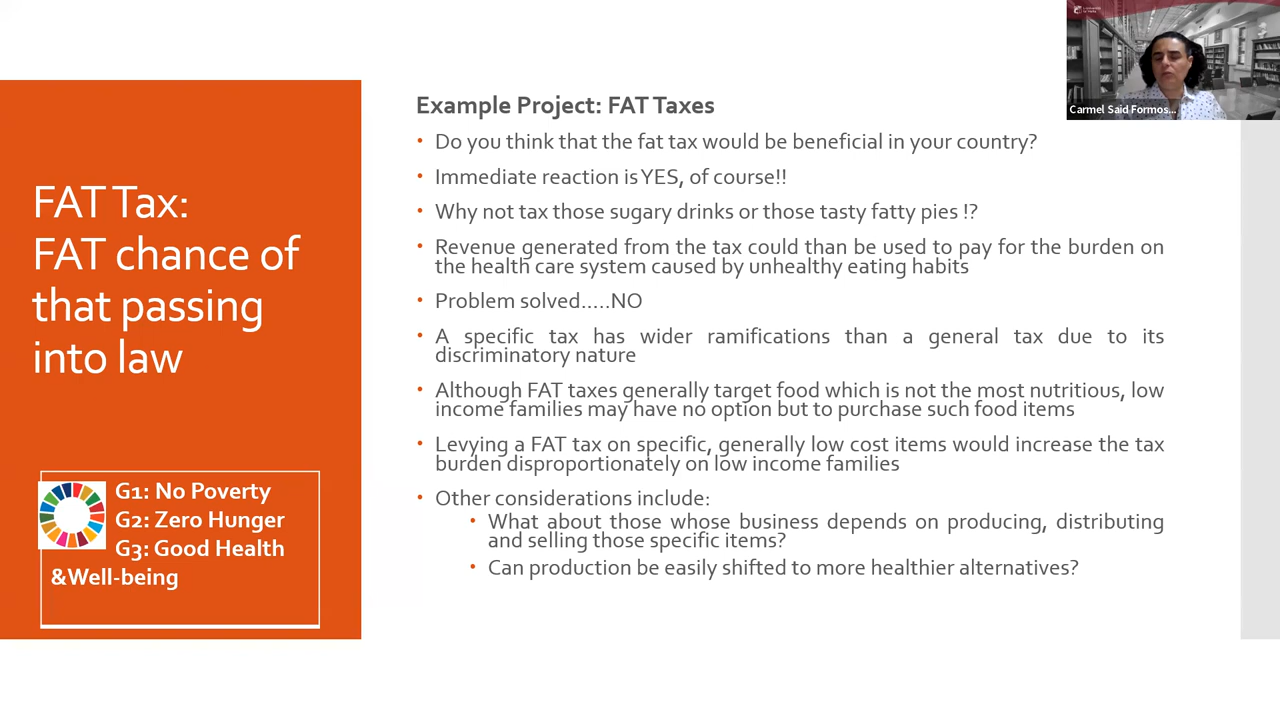 FAT Tax:
FAT chance of
that passing
into law
G1: No Poverty
G2: Zero Hunger
G3: Good Health
&Well-being
Example Project: FAT Taxes
• Do you think that the fat tax would be beneficial in your country?
• Immediate reaction is YES, of course!!
• Why not tax those sugary drinks or those tasty fatty pies !?
• Revenue generated from the tax could than be used to pay for the burden on
the health care system caused by unhealthy eating habits
• Problem solved.....NO
• A specific tax has wider ramifications than a general tax due to its
discriminatory nature
• Although FAT taxes generally target food which is not the most nutritious, low
income families may have no option but to purchase such food items
• Levying a FAT tax on specific, generally low cost items would increase the tax
burden disproportionately on low income families
• Other considerations include:
• What about those whose business depends on producing, distributing
and selling those specific items?
• Can production be easily shifted to more healthier alternatives?
Carmel Said Formos...